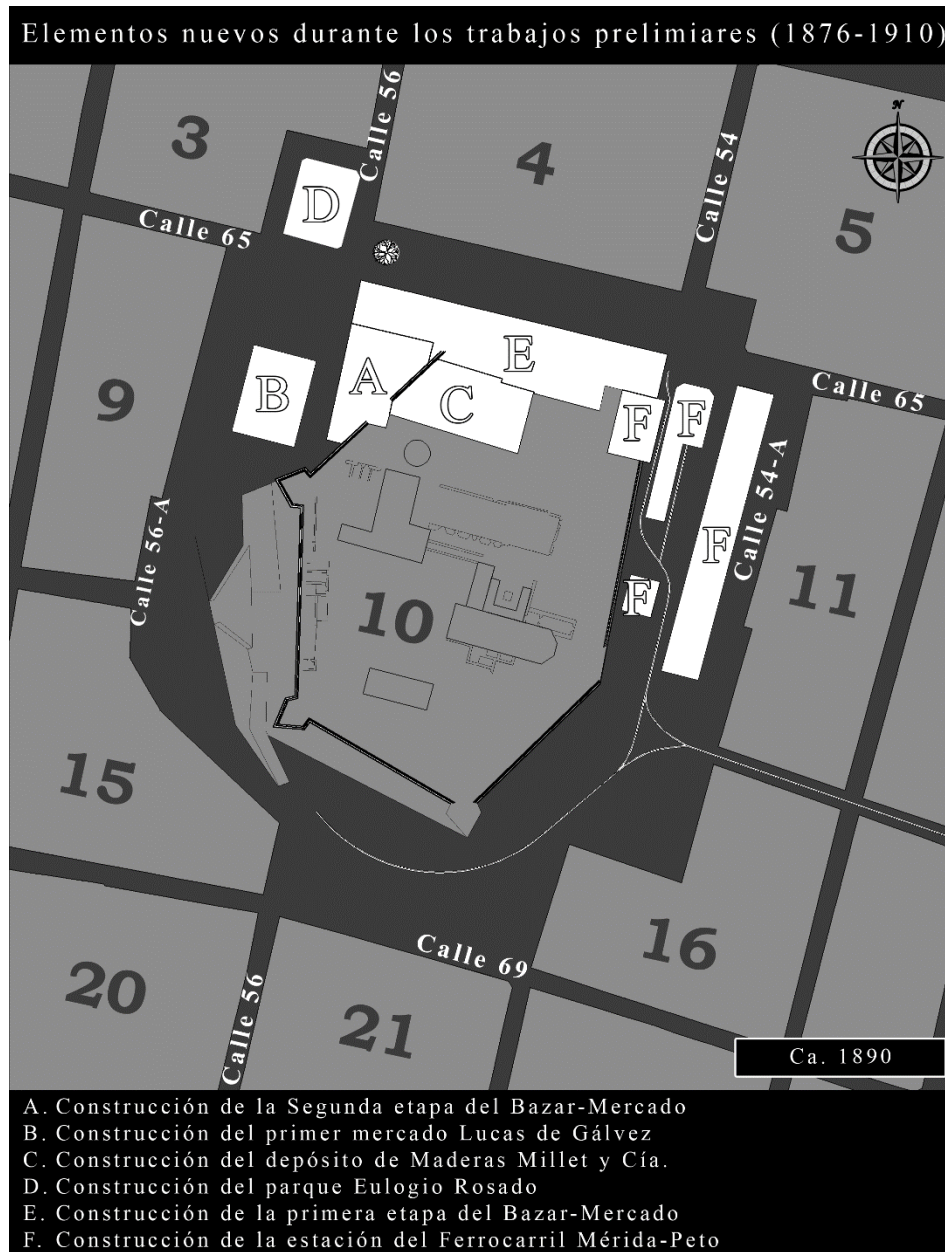 Elementos nuevos durante los trabajos prelimiares (1876-1910)
N
3
Calle 56
4
Calle 54
5
D
Calle 65
9
B
A
E
C
F
F
F
F
Calle 65
Calle 54-A
11
Calle 56-A
10
15
16
Calle 69
20
Calle 56
21
Ca. 1890
A. Construcción de la Segunda etapa del Bazar-Mercado
B. Construcción del primer mercado Lucas de Gálvez
C. Construcción del depósito de Maderas Millet y Cía.
D. Construcción del parque Eulogio Rosado
E. Construcción de la primera etapa del Bazar-Mercado
F. Construcción de la estación del Ferrocarril Mérida-Peto